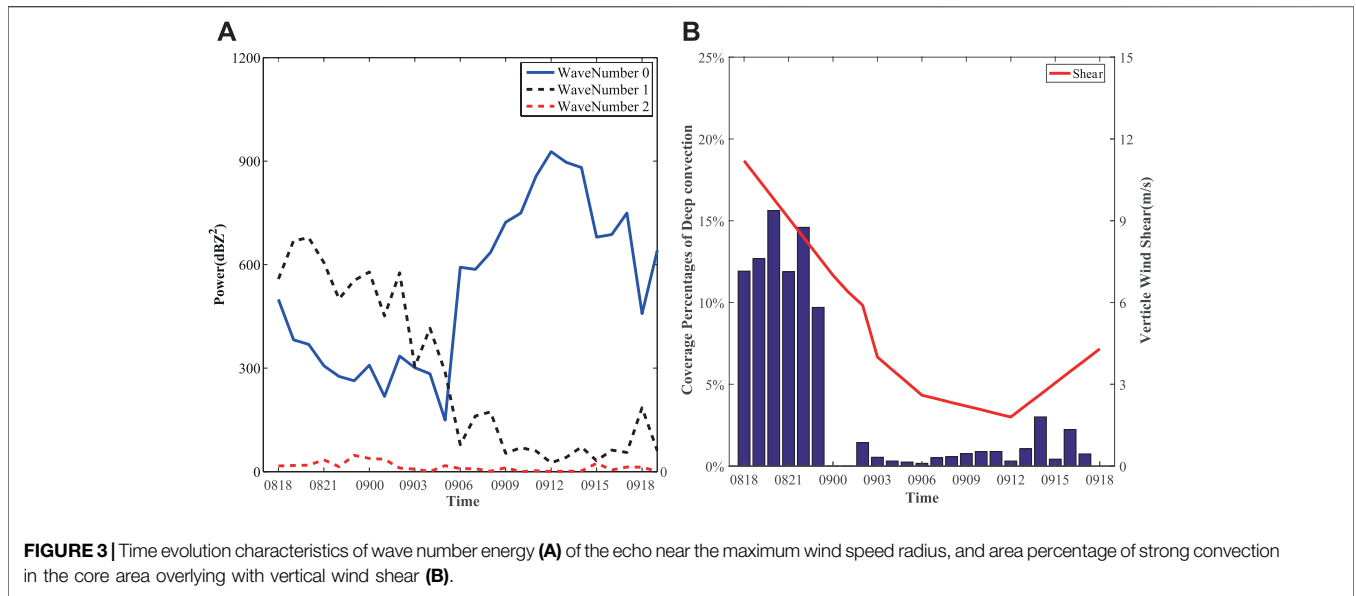 A
B
1200
900
600
300
0
0
Power(dBZ²)
WaveNumber 0
WaveNumber 1
WaveNumber 2
0818 0821 0900 0903 0906 0909 0912 0915 0918
Time
25%
20%
15%
10%
5%
0%
Coverage Percentages of Deep convection
Shear
15
12
9
6
3
0
Verticle Wind Shear(m/s)
0818 0821 0900 0903 0906 0909 0912 0915 0918
Time
FIGURE 3 | Time evolution characteristics of wave number energy (A) of the echo near the maximum wind speed radius, and area percentage of strong convection
in the core area overlying with vertical wind shear (B).